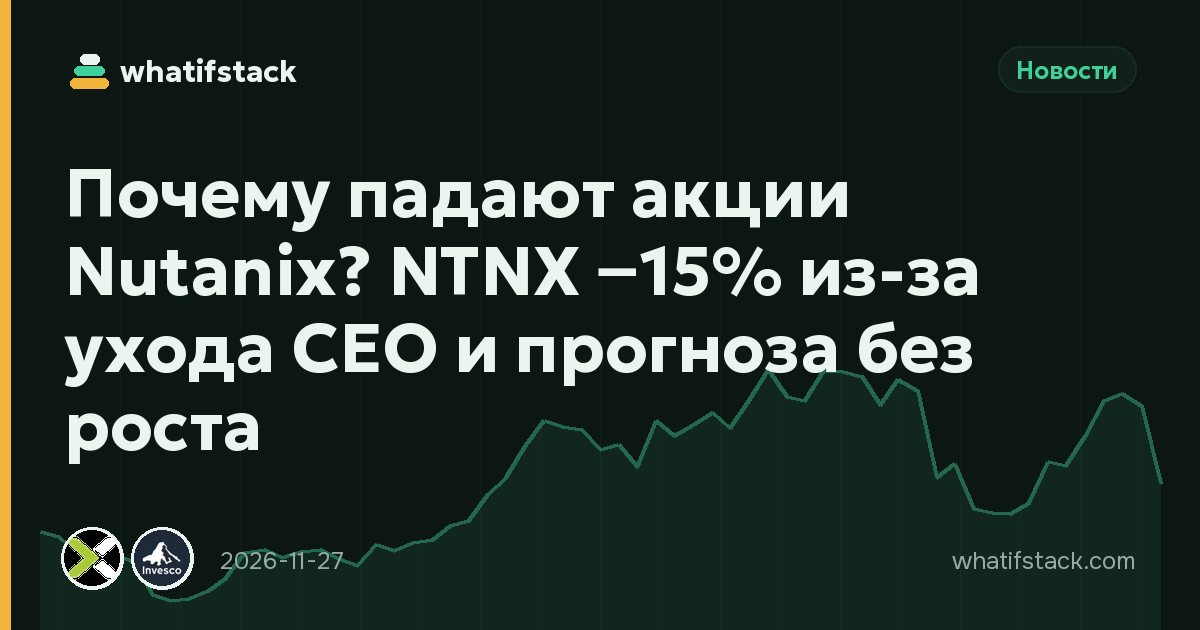 whatifstack
Новости
Почему падают акции
Nutanix? NTNX −15% из-за
ухода CEO и прогноза без
роста
Invesco
2026-11-27
whatifstack.com